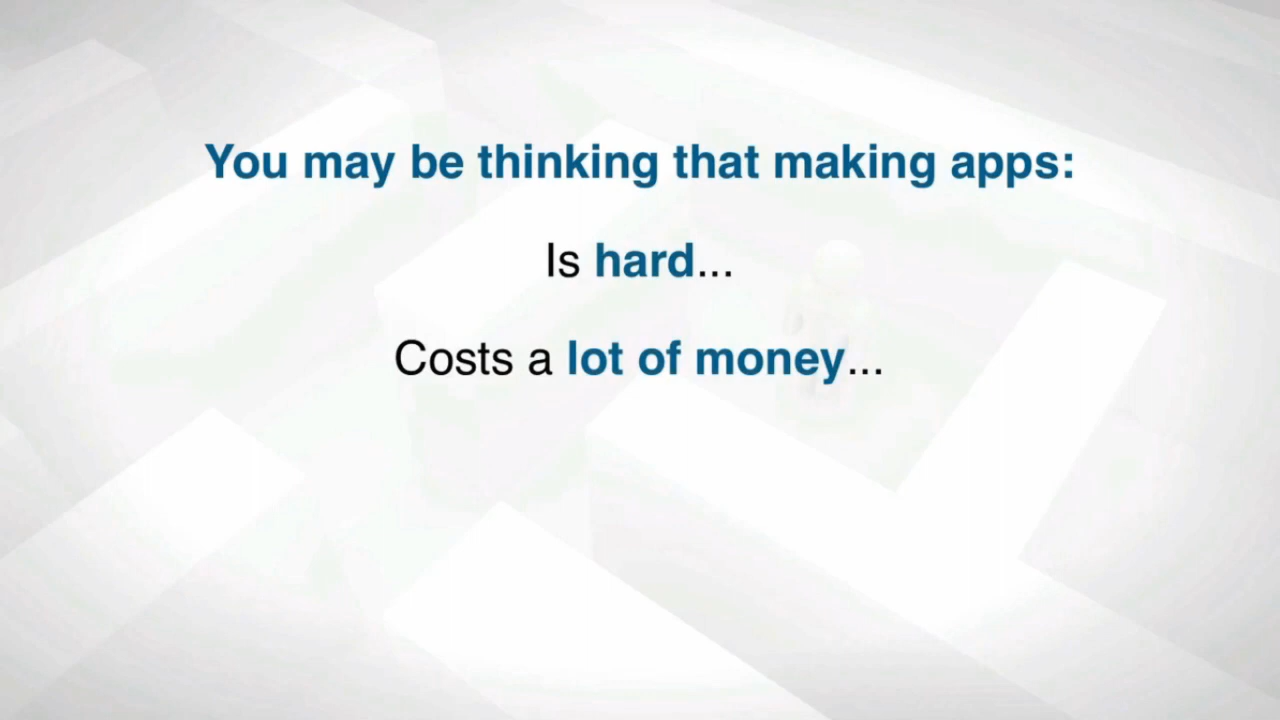 You may be thinking that making apps:
Is hard...
Costs a lot of money...